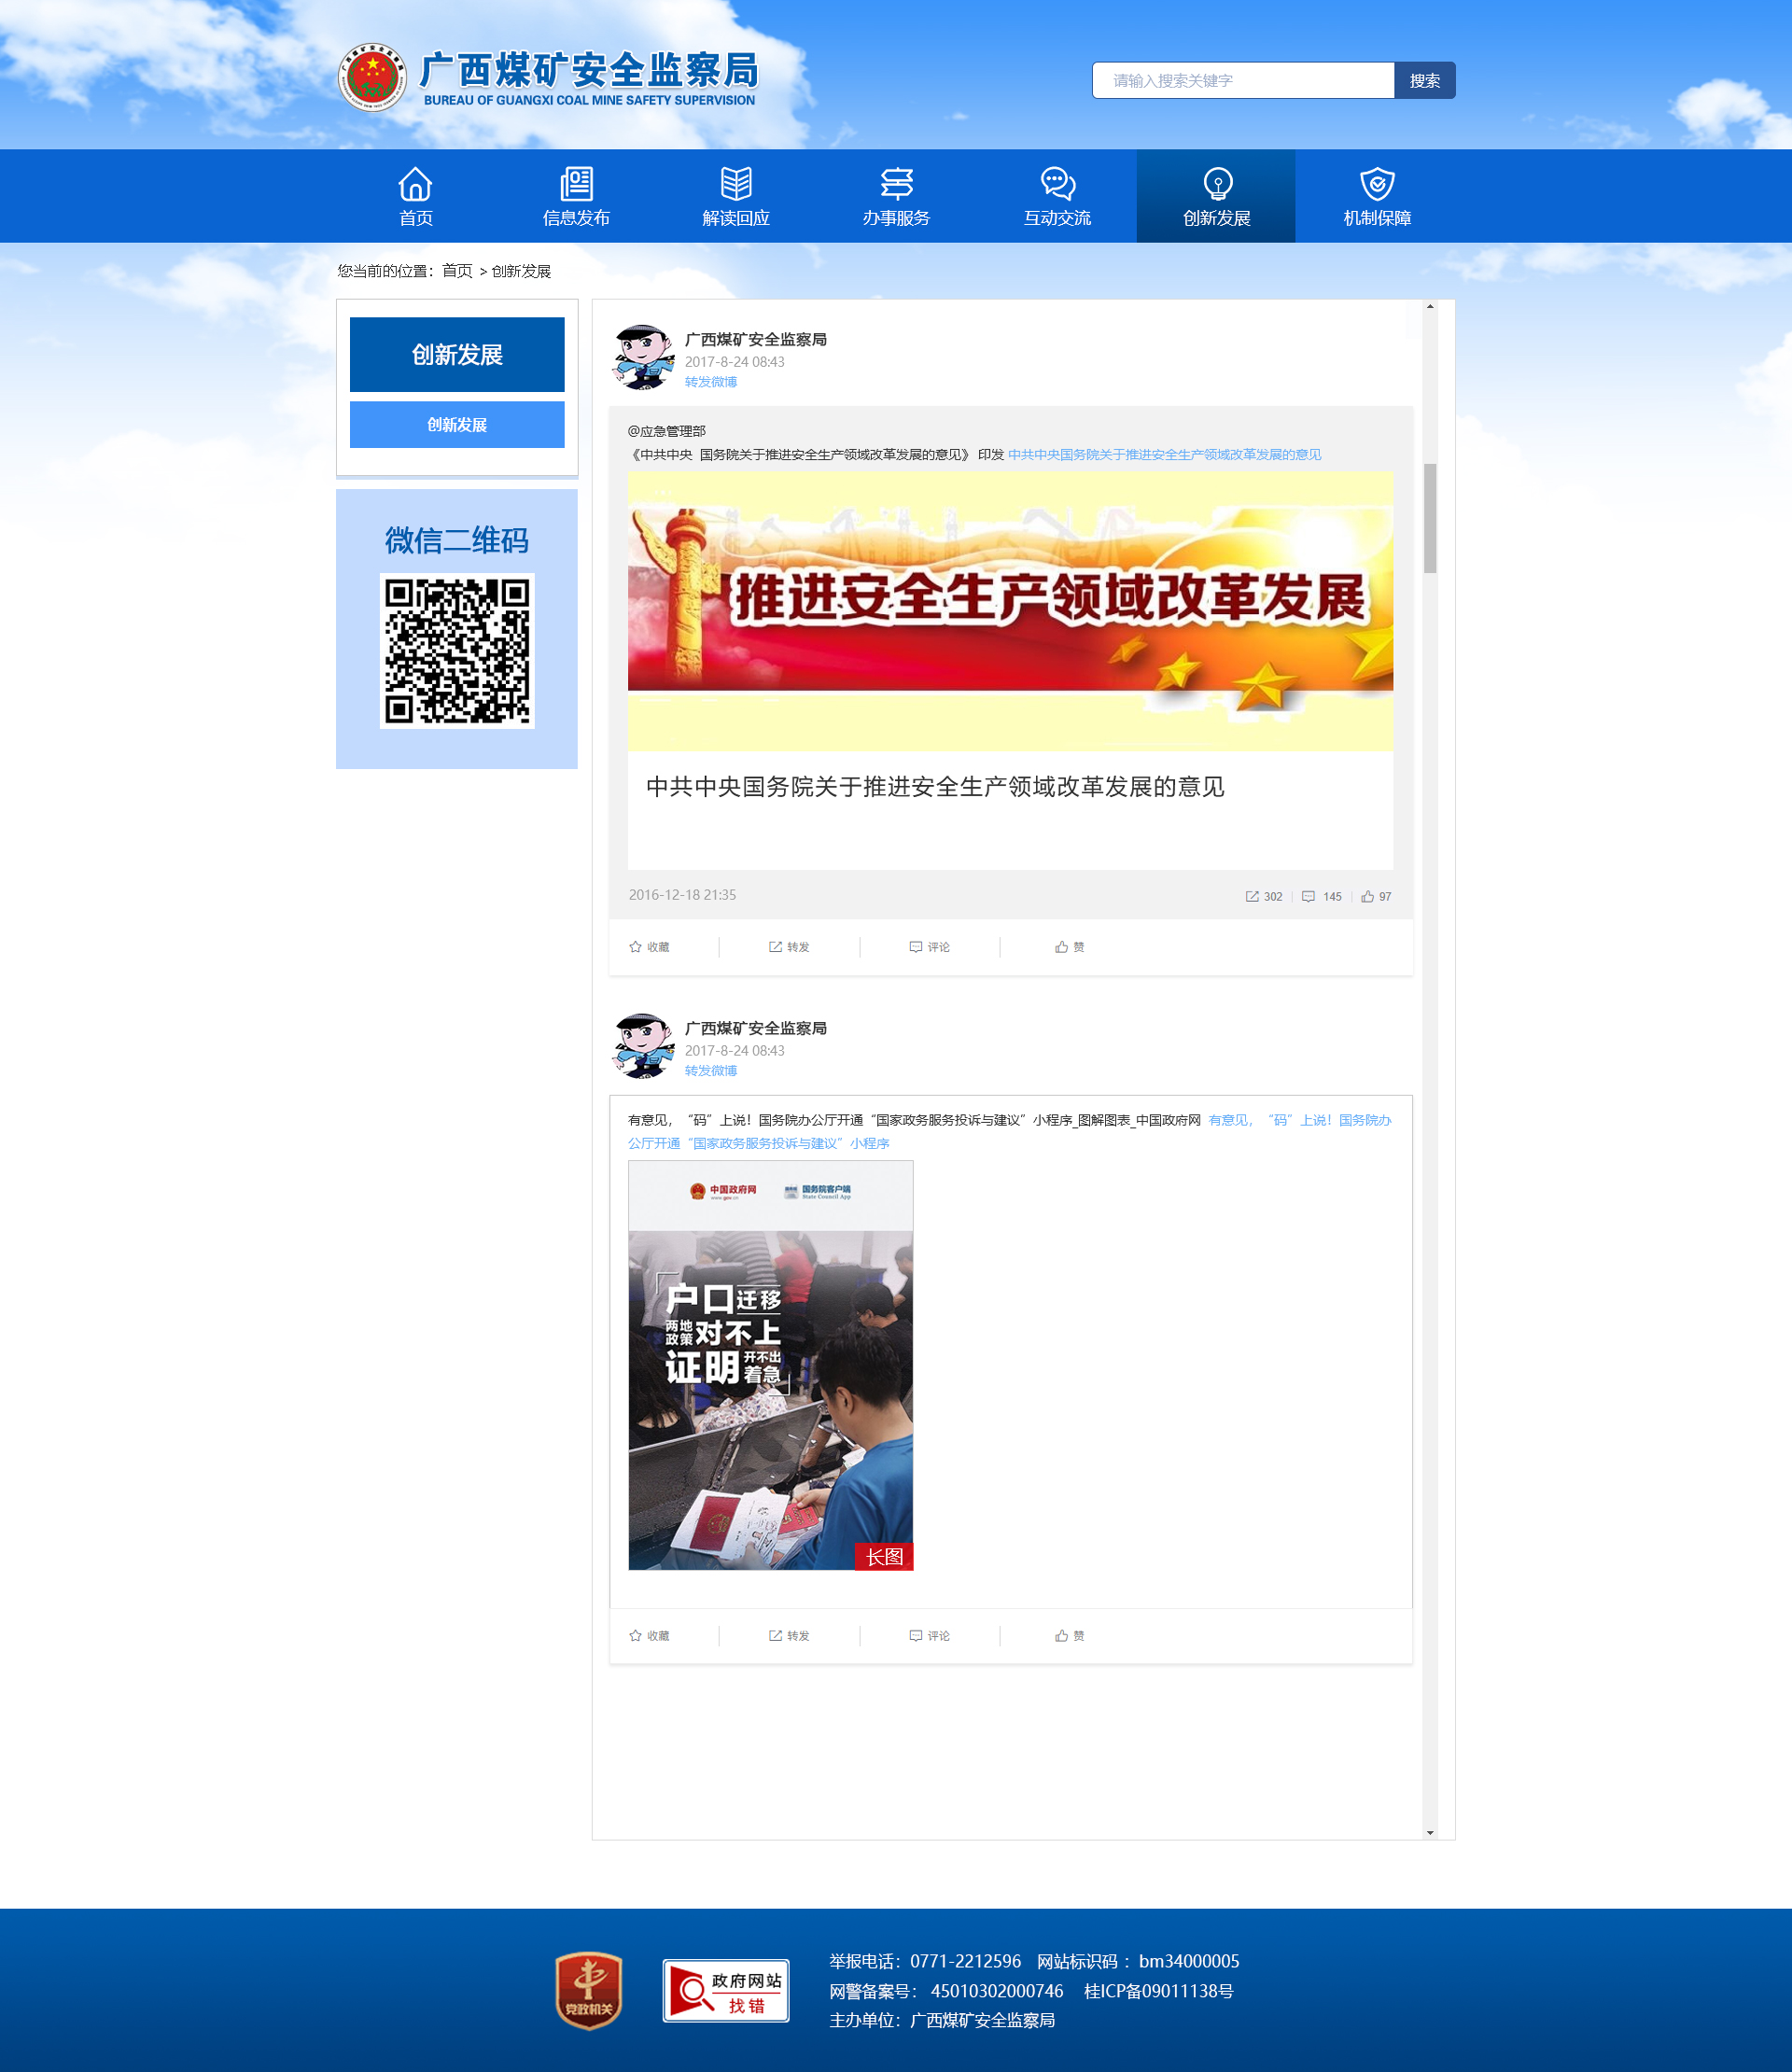 广西煤矿安全监察局
BUREAU OF GUANGXI COAL MINE SAFETY SUPERVISION
请输入搜索关键字
搜索
首页
信息发布
解读回应
办事服务
互动交流
创新发展
机制保障
您当前的位置：首页 > 创新发展
创新发展
创新发展
微信二维码
广西煤矿安全监察局
2017-8-24 08:43
转发微博
@应急管理部
《中共中央 国务院关于推进安全生产领域改革发展的意见》 印发 中共中央国务院关于推进安全生产领域改革发展的意见
推进安全生产领域改革发展
中共中央国务院关于推进安全生产领域改革发展的意见
2016-12-18 21:35
302
145
97
收藏
转发
评论
赞
广西煤矿安全监察局
2017-8-24 08:43
转发微博
有意见，“码”上说！国务院办公厅开通“国家政务服务投诉与建议”小程序_图解图表_中国政府网 有意见，“码”上说！国务院办
公厅开通“国家政务服务投诉与建议”小程序
中国政府网
www.gov.cn
国务院客户端
State Council App
户口迁移
两地政策对不上
证明开不出着急
长图
收藏
转发
评论
赞
党政机关
政府网站
找错
举报电话：0771-2212596 网站标识码 ：bm34000005
网警备案号： 45010302000746 桂ICP备09011138号
主办单位：广西煤矿安全监察局